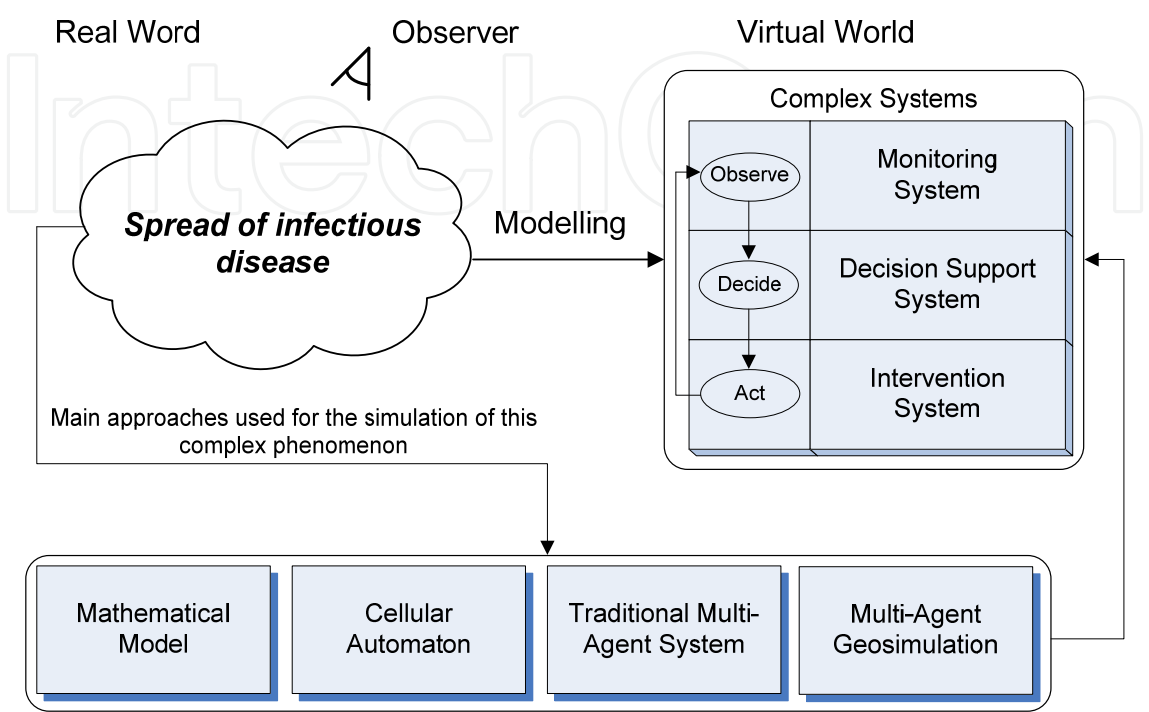 Real Word
Observer
Virtual World
IntechOpen
Complex Systems
Observe
Monitoring
System
Spread of infectious
disease
Modelling
Decide
Decision Support
System
Act
Intervention
System
Main approaches used for the simulation of this
complex phenomenon
Mathematical
Model
Cellular
Automaton
Traditional Multi-
Agent System
Multi-Agent
Geosimulation